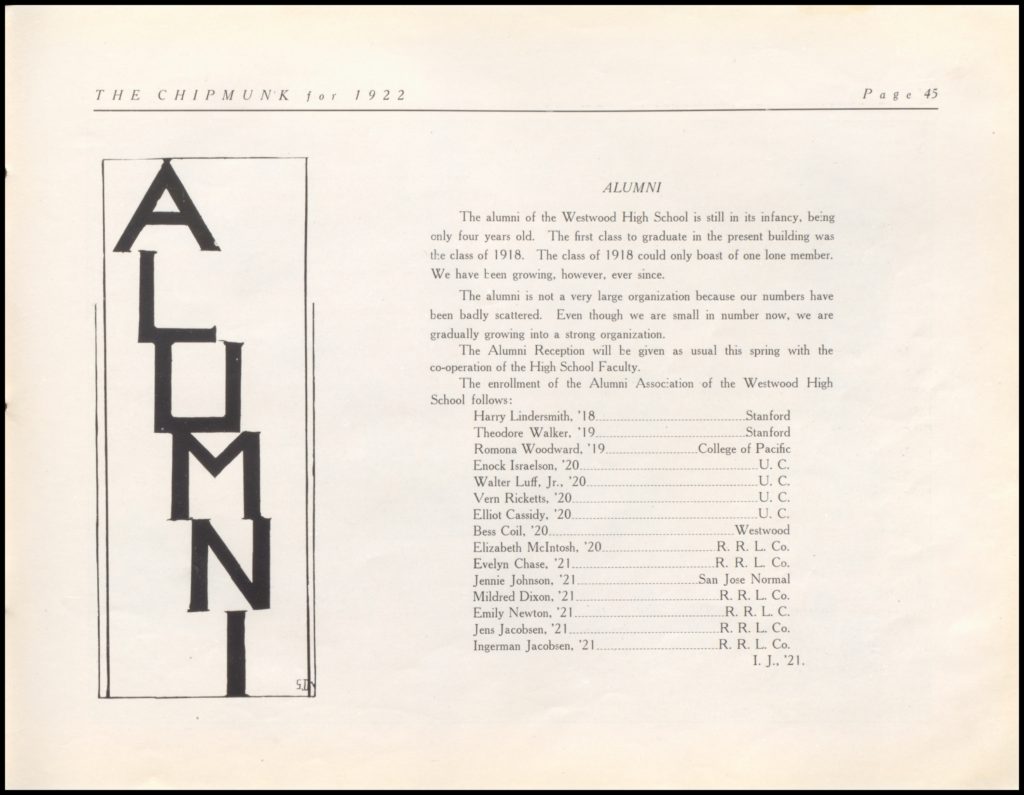 THE CHIPMUNK for 1922
Page 45
ALUMNI
ALUMNI
The alumni of the Westwood High School is still in its infancy, being
only four years old. The first class to graduate in the present building was
the class of 1918. The class of 1918 could only boast of one lone member.
We have been growing, however, ever since.
The alumni is not a very large organization because our numbers have
been badly scattered. Even though we are small in number now, we are
gradually growing into a strong organization.
The Alumni Reception will be given as usual this spring with the
co-operation of the High School Faculty.
The enrollment of the Alumni Association of the Westwood High
School follows:
Harry Lindersmith, '18 Stanford
Theodore Walker, '19 Stanford
Romona Woodward, '19 College of Pacific
Enock Israelson, '20 U. C.
Walter Luff, Jr., '20 U. C.
Vern Ricketts, '20 U. C.
Elliot Cassidy, '20 U. C.
Bess Coil, '20 Westwood
Elizabeth McIntosh, '20 R. R. L. Co.
Evelyn Chase, '21 R. R. L. Co.
Jennie Johnson, '21 San Jose Normal
Mildred Dixon, '21 R. R. L. Co.
Emily Newton, '21 R. R. L. C.
Jens Jacobsen, '21 R. R. L. Co.
Ingerman Jacobsen, '21 R. R. L. Co.
I. J., '21.